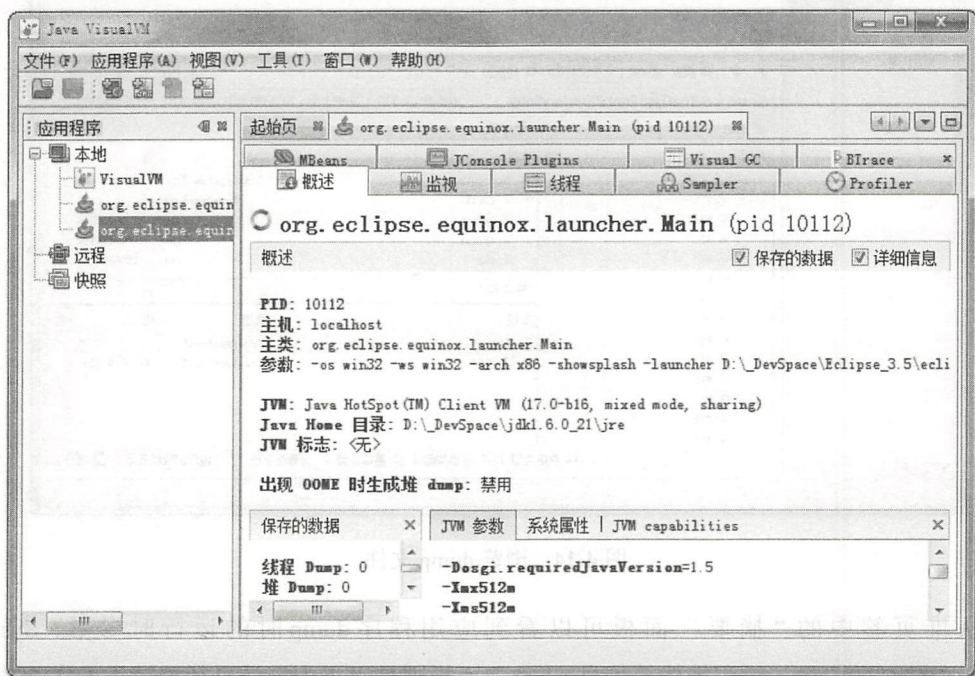 Java VisualVM
文件(F) 应用程序(A) 视图(V) 工具(T) 窗口(W) 帮助(H)
应用程序
本地
VisualVM
org.eclipse.equin
org.eclipse.equin
远程
快照
起始页 org.eclipse.equinox.launcher.Main (pid 10112)
MBeans JConsole Plugins Visual GC BTrace
概述 监视 线程 Sampler Profiler
org.eclipse.equinox.launcher.Main (pid 10112)
概述 保存的数据 详细信息
PID: 10112
主机: localhost
主类: org.eclipse.equinox.launcher.Main
参数: -os win32 -ws win32 -arch x86 -showsplash -launcher D:\_DevSpace\Eclipse_3.5\ecli
JVM: Java HotSpot(TM) Client VM (17.0-b16, mixed mode, sharing)
Java Home 目录: D:\_DevSpace\jdk1.6.0_21\jre
JVM 标志: <无>
出现 OOME 时生成堆 dump: 禁用
保存的数据
线程 Dump: 0
堆 Dump: 0
JVM 参数 系统属性 JVM capabilities
-Dosgi.requiredJavaVersion=1.5
-Xmx512m
-Xms512m